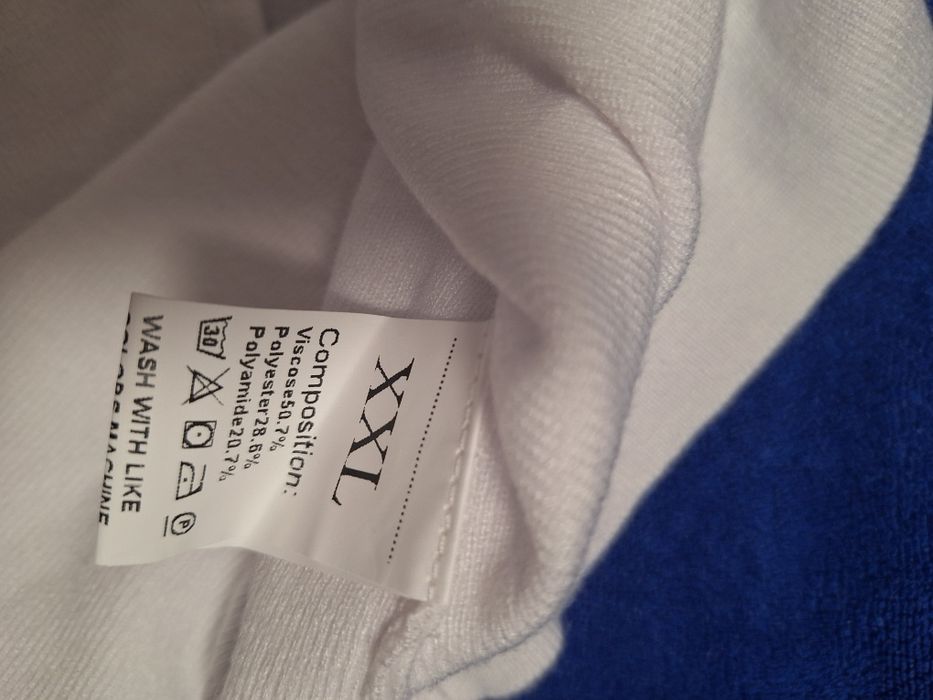 XXL
Composition:
Viscose50.7%
Polyester28.6%
Polyamide20.7%
30
P
WASH WITH LIKE